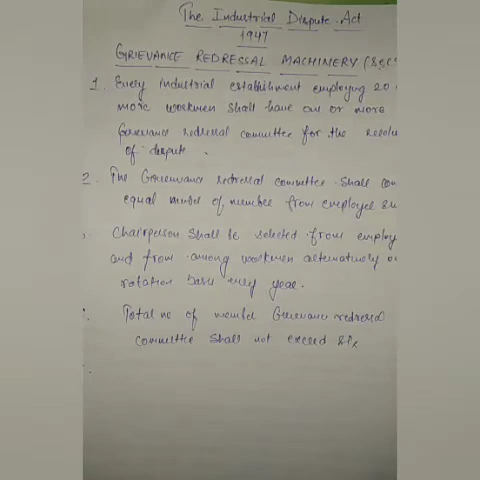 The Industrial Dispute Act
1947
GRIEVANCE REDRESSAL MACHINERY (Sec
1. Every industrial establishment employing 20
more workmen shall have one or more
Grievance redressal committee for the
of dispute.
2. The Grievance redressal committee shall
equal number of member from employee
Chairperson shall be selected from employ
and from among workmen alternatively
rotation basis every year.
Total no of member Grievance redressal
committee shall not exceed six